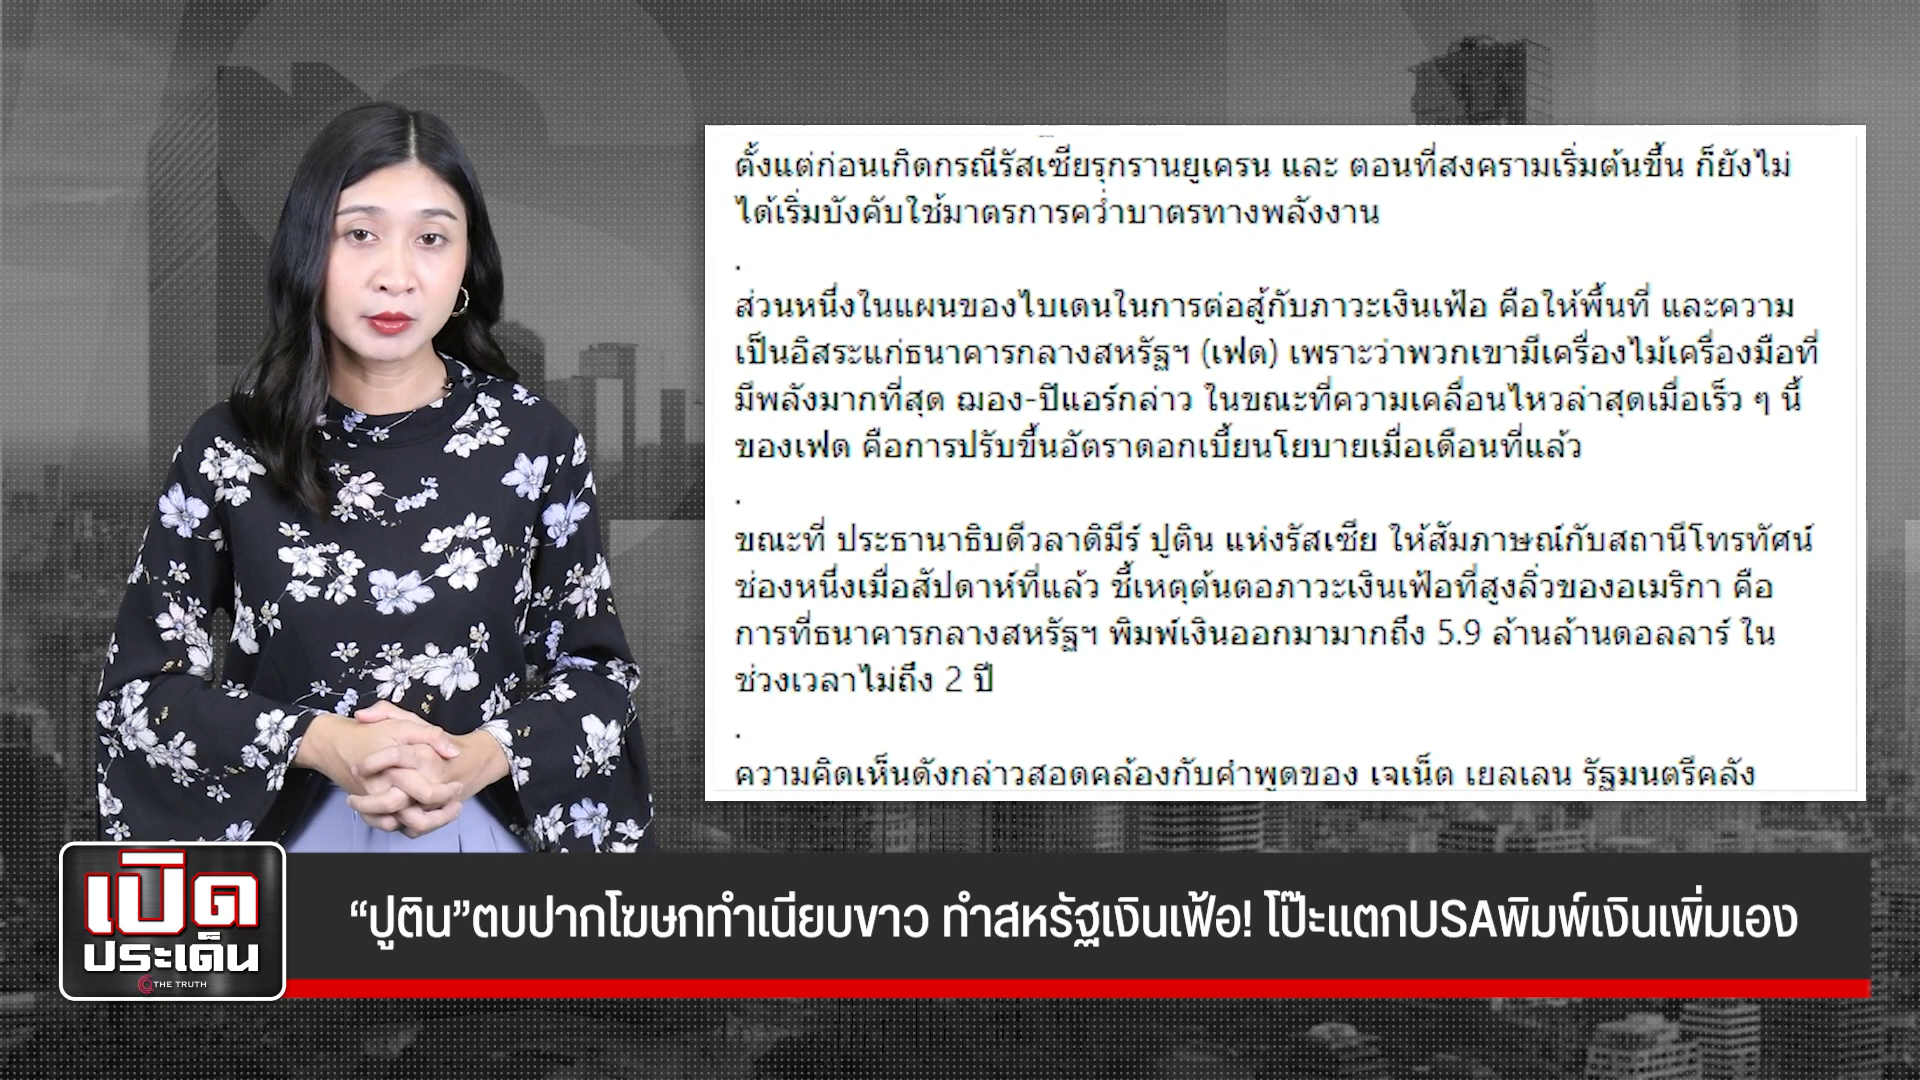 ตั้งแต่ก่อนเกิดกรณีรัสเซียรุกรานยูเครน และ ตอนที่สงครามเริ่มต้นขึ้น ก็ยังไม่
ได้เริ่มบังคับใช้มาตรการคว่ำบาตรทางพลังงาน
.
ส่วนหนึ่งในแผนของไบเดนในการต่อสู้กับภาวะเงินเฟ้อ คือให้พื้นที่ และความ
เป็นอิสระแก่ธนาคารกลางสหรัฐฯ (เฟด) เพราะว่าพวกเขามีเครื่องไม้เครื่องมือที่
มีพลังมากที่สุด ฌอง-ปิแอร์กล่าว ในขณะที่ความเคลื่อนไหวล่าสุดเมื่อเร็ว ๆ นี้
ของเฟด คือการปรับขึ้นอัตราดอกเบี้ยนโยบายเมื่อเดือนที่แล้ว
.
ขณะที่ ประธานาธิบดีวลาดิมีร์ ปูติน แห่งรัสเซีย ให้สัมภาษณ์กับสถานีโทรทัศน์
ช่องหนึ่งเมื่อสัปดาห์ที่แล้ว ชี้เหตุต้นตอภาวะเงินเฟ้อที่สูงลิ่วของอเมริกา คือ
การที่ธนาคารกลางสหรัฐฯ พิมพ์เงินออกมามากถึง 5.9 ล้านล้านดอลลาร์ ใน
ช่วงเวลาไม่ถึง 2 ปี
.
ความคิดเห็นดังกล่าวสอดคล้องกับคำพูดของ เจเน็ต เยลเลน รัฐมนตรีคลัง
เปิด
ประเด็น
THE TRUTH
“ปูติน”ตบปากโฆษกทำเนียบขาว ทำสหรัฐเงินเฟ้อ! โป๊ะแตกUSAพิมพ์เงินเพิ่มเอง